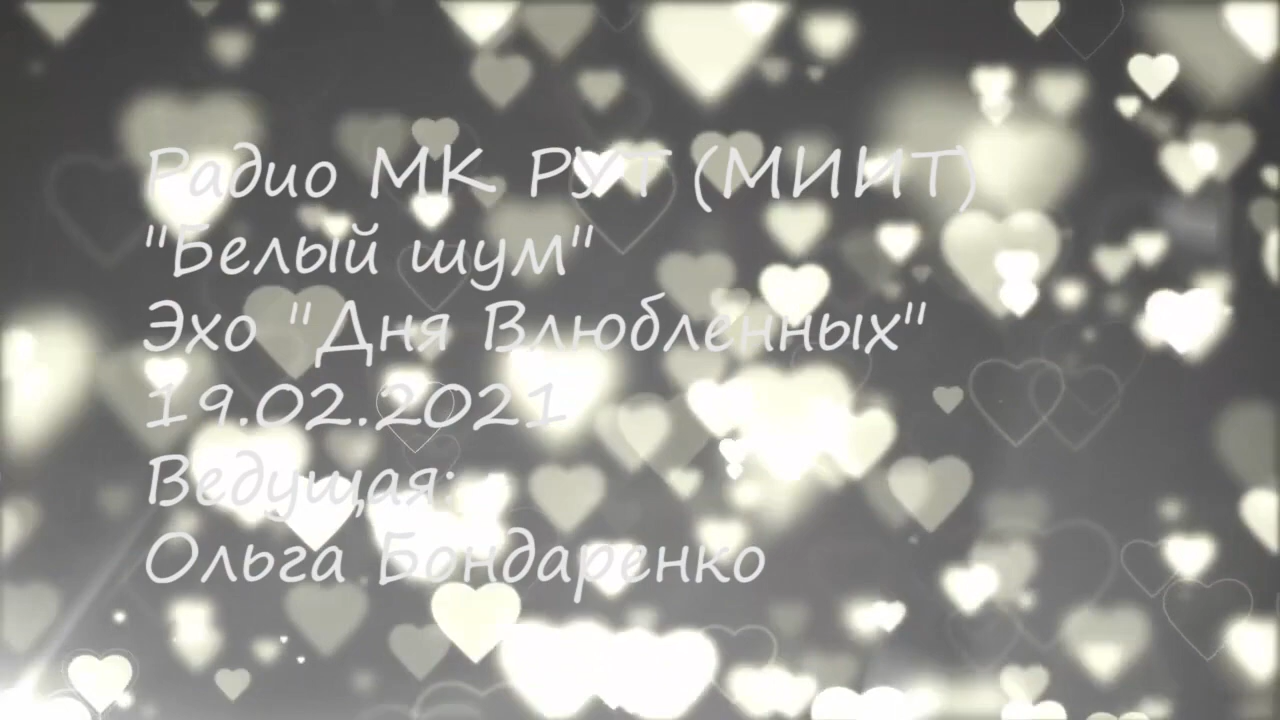 Радио МК РУТ (МИИТ)
"Белый шум"
Эхо "Дня Влюбленных"
19.02.2021
Ведущая:
Ольга Бондаренко